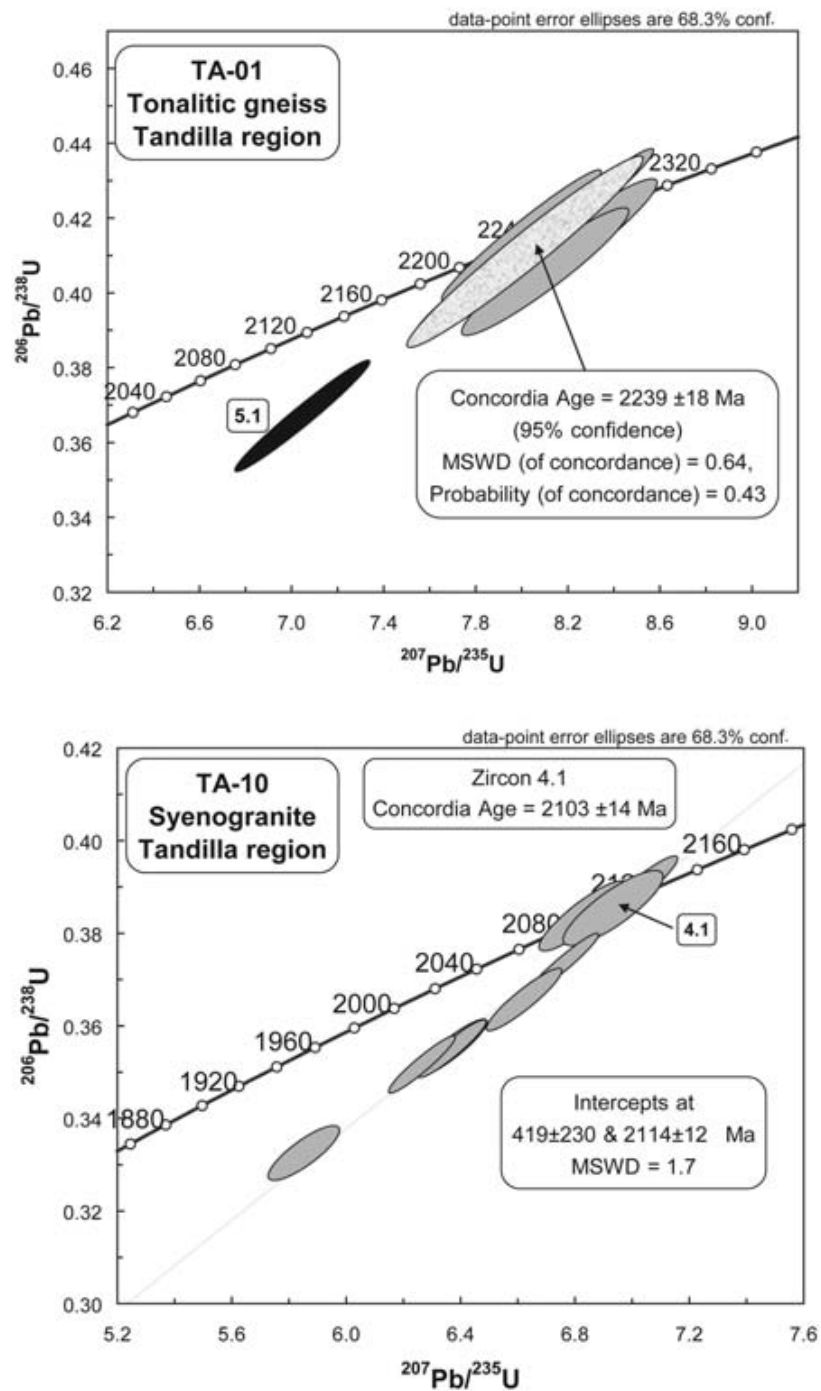 data-point error ellipses are 68.3% conf.
TA-01
Tonalitic gneiss
Tandilla region
0.46
0.44
0.42
0.40
0.38
0.36
0.34
0.32
206Pb/238U
2040
2080
2120
2160
2200
2320
5.1
Concordia Age = 2239 ±18 Ma
(95% confidence)
MSWD (of concordance) = 0.64,
Probability (of concordance) = 0.43
6.2 6.6 7.0 7.4 7.8 8.2 8.6 9.0
207Pb/235U
data-point error ellipses are 68.3% conf.
TA-10
Syenogranite
Tandilla region
Zircon 4.1
Concordia Age = 2103 ±14 Ma
0.42
0.40
0.38
0.36
0.34
0.32
0.30
206Pb/238U
1880
1920
1960
2000
2040
2080
2160
4.1
Intercepts at
419±230 & 2114±12 Ma
MSWD = 1.7
5.2 5.6 6.0 6.4 6.8 7.2 7.6
207Pb/235U